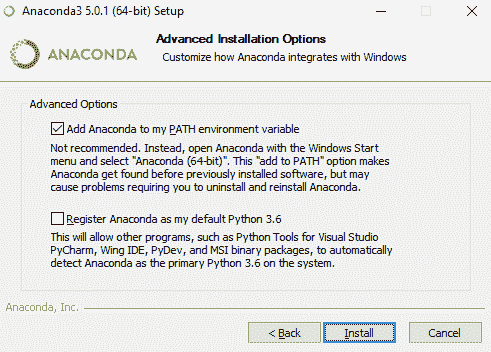 Anaconda3 5.0.1 (64-bit) Setup
ANACONDA
Advanced Installation Options
Customize how Anaconda integrates with Windows
Advanced Options
Add Anaconda to my PATH environment variable
Not recommended. Instead, open Anaconda with the Windows Start
menu and select "Anaconda (64-bit)". This "add to PATH" option makes
Anaconda get found before previously installed software, but may
cause problems requiring you to uninstall and reinstall Anaconda.
Register Anaconda as my default Python 3.6
This will allow other programs, such as Python Tools for Visual Studio
PyCharm, Wing IDE, PyDev, and MSI binary packages, to automatically
detect Anaconda as the primary Python 3.6 on the system.
Anaconda, Inc.
< Back
Install
Cancel